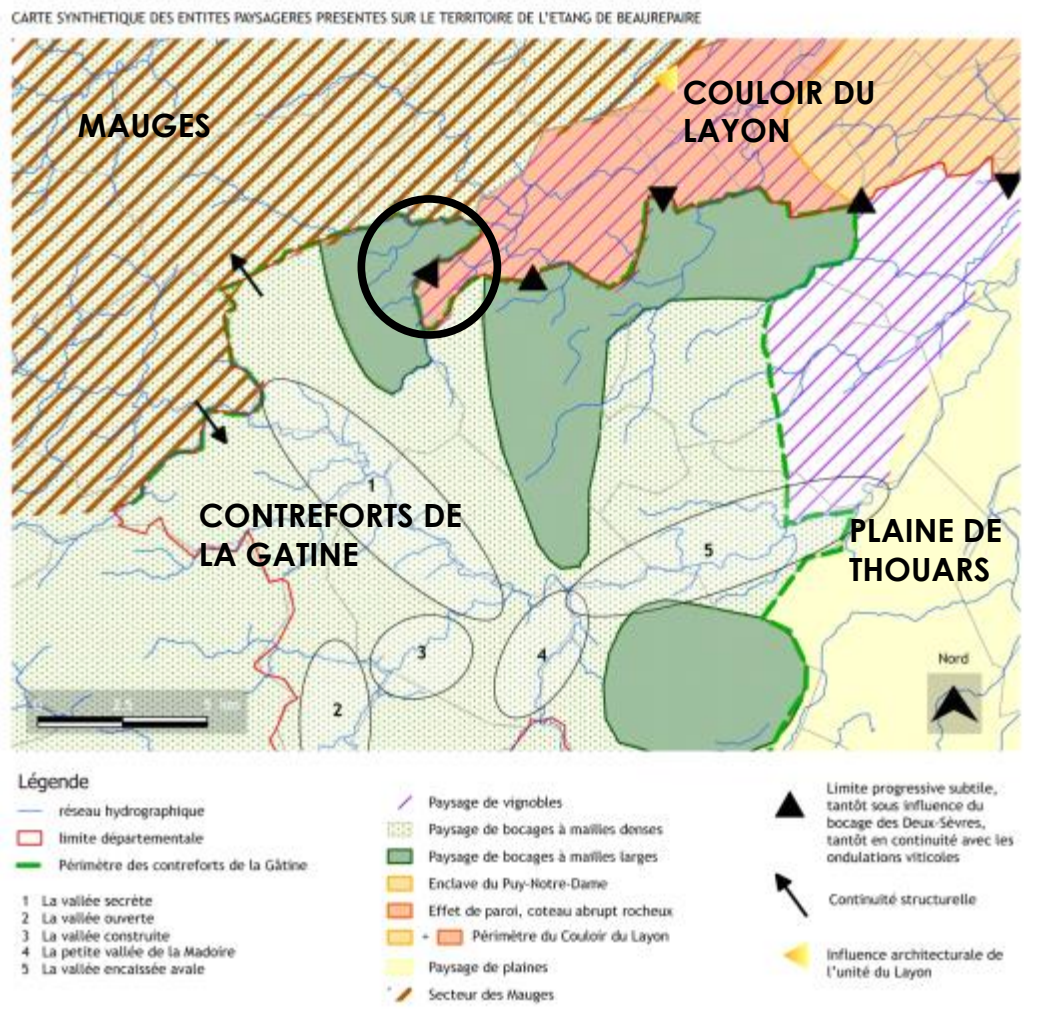 CARTE SYNTHETIQUE DES ENTITES PAYSAGERES PRESENTES SUR LE TERRITOIRE DE L'ETANG DE BEAUREPAIRE
MAUGES
COULOIR DU
LAYON
CONTREFORTS DE
LA GATINE
PLAINE DE
THOUARS
1
5
3
4
2
Nord
2.5
5 km
Légende
réseau hydrographique
limite départementale
Périmètre des contreforts de la Gâtine
1 La vallée secrète
2 La vallée ouverte
3 La vallée construite
4 La petite vallée de la Madoire
5 La vallée encaissée avale
Paysage de vignobles
Paysage de bocages à mailles denses
Paysage de bocages à mailles larges
Enclave du Puy-Notre-Dame
Effet de paroi, coteau abrupt rocheux
+ Périmètre du Couloir du Layon
Paysage de plaines
Secteur des Mauges
Limite progressive subtile,
tantôt sous influence du
bocage des Deux-Sèvres,
tantôt en continuité avec les
ondulations viticoles
Continuité structurelle
Influence architecturale de
l'unité du Layon